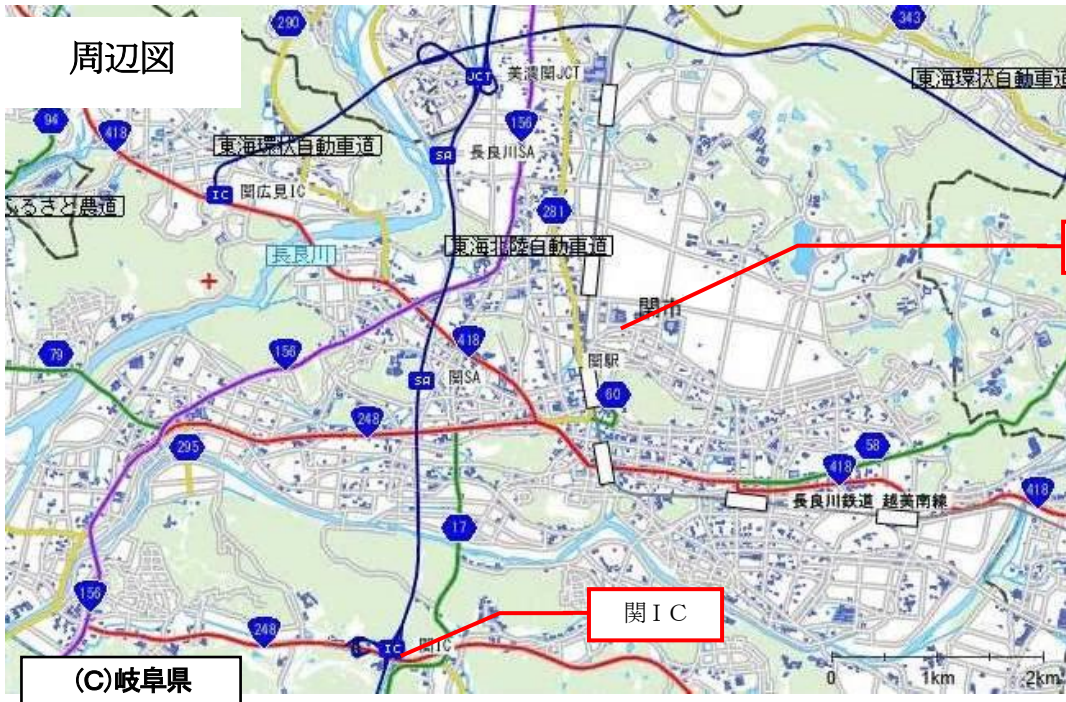 周辺図
290
343
JCT
美濃関JCT
東海環状自動車道
94
418
156
東海環状自動車道
SA
長良川SA
IC
関広見IC
ふるさと農道
281
長良川
東海北陸自動車道
関市
79
156
418
関駅
SA
関SA
60
248
295
58
418
418
長良川鉄道 越美南線
17
156
関IC
248
IC
関IC
(C)岐阜県
0
1km
2km